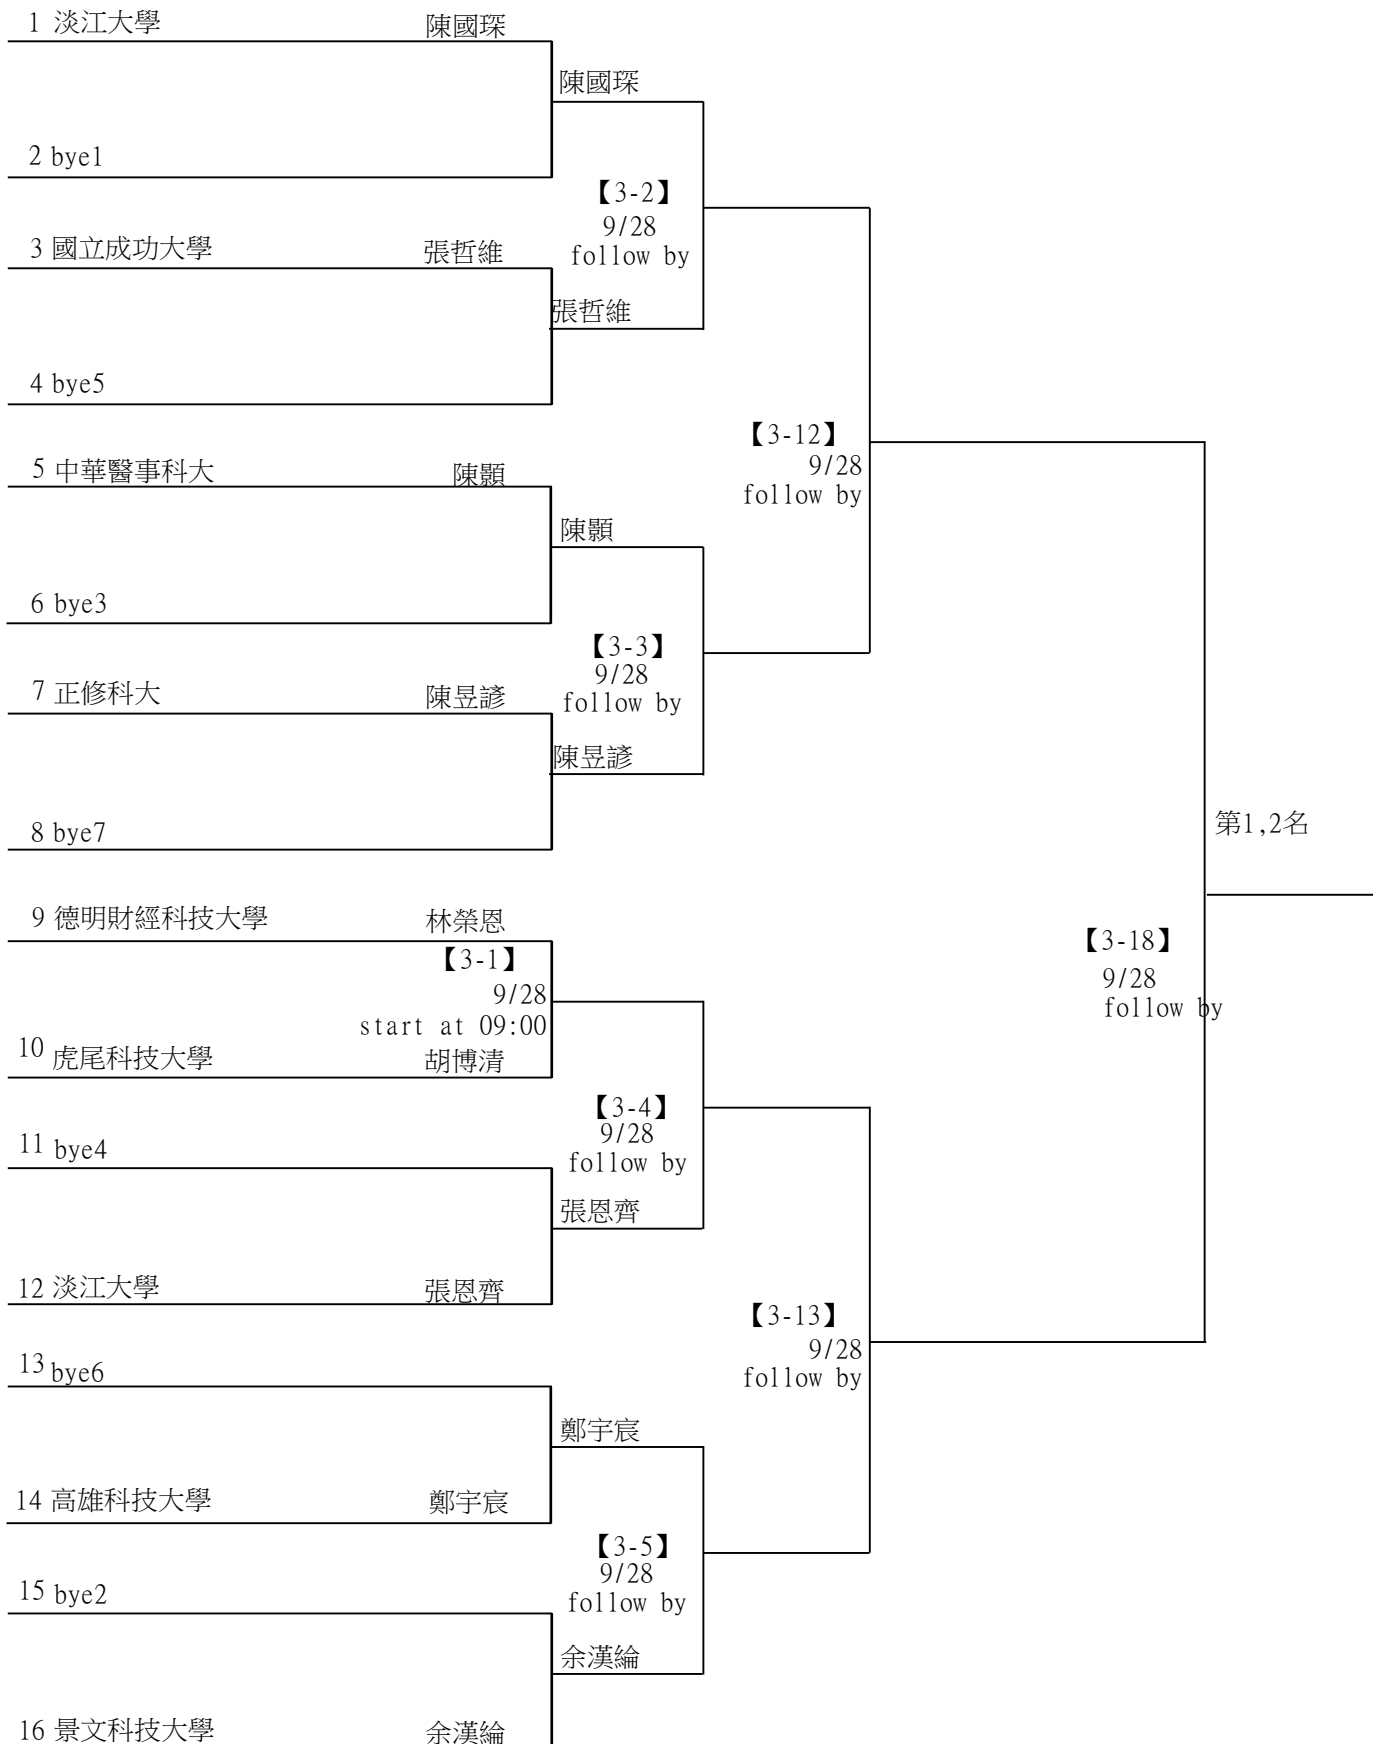 1 淡江大學 陳國琛
陳國琛
2 bye1
【3-2】
9/28
follow by
3 國立成功大學 張哲維
張哲維
4 bye5
【3-12】
9/28
follow by
5 中華醫事科大 陳顥
陳顥
6 bye3
【3-3】
9/28
follow by
7 正修科大 陳昱諺
陳昱諺
8 bye7
第1,2名
9 德明財經科技大學 林榮恩
【3-1】
9/28
start at 09:00
【3-18】
9/28
follow by
10 虎尾科技大學 胡博清
【3-4】
9/28
follow by
11 bye4
張恩齊
12 淡江大學 張恩齊
【3-13】
9/28
follow by
13 bye6
鄭宇宸
14 高雄科技大學 鄭宇宸
【3-5】
9/28
follow by
15 bye2
余漢綸
16 景文科技大學 余漢綸